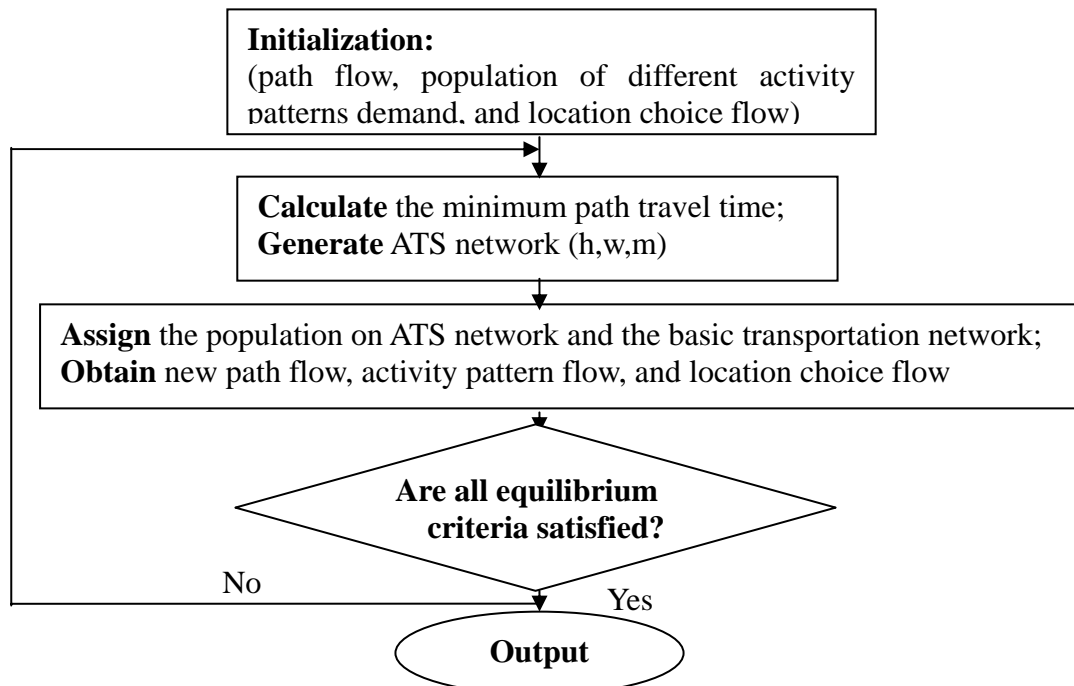 Initialization:
(path flow, population of different activity
patterns demand, and location choice flow)
Calculate the minimum path travel time;
Generate ATS network (h,w,m)
Assign the population on ATS network and the basic transportation network;
Obtain new path flow, activity pattern flow, and location choice flow
Are all equilibrium
criteria satisfied?
No
Yes
Output